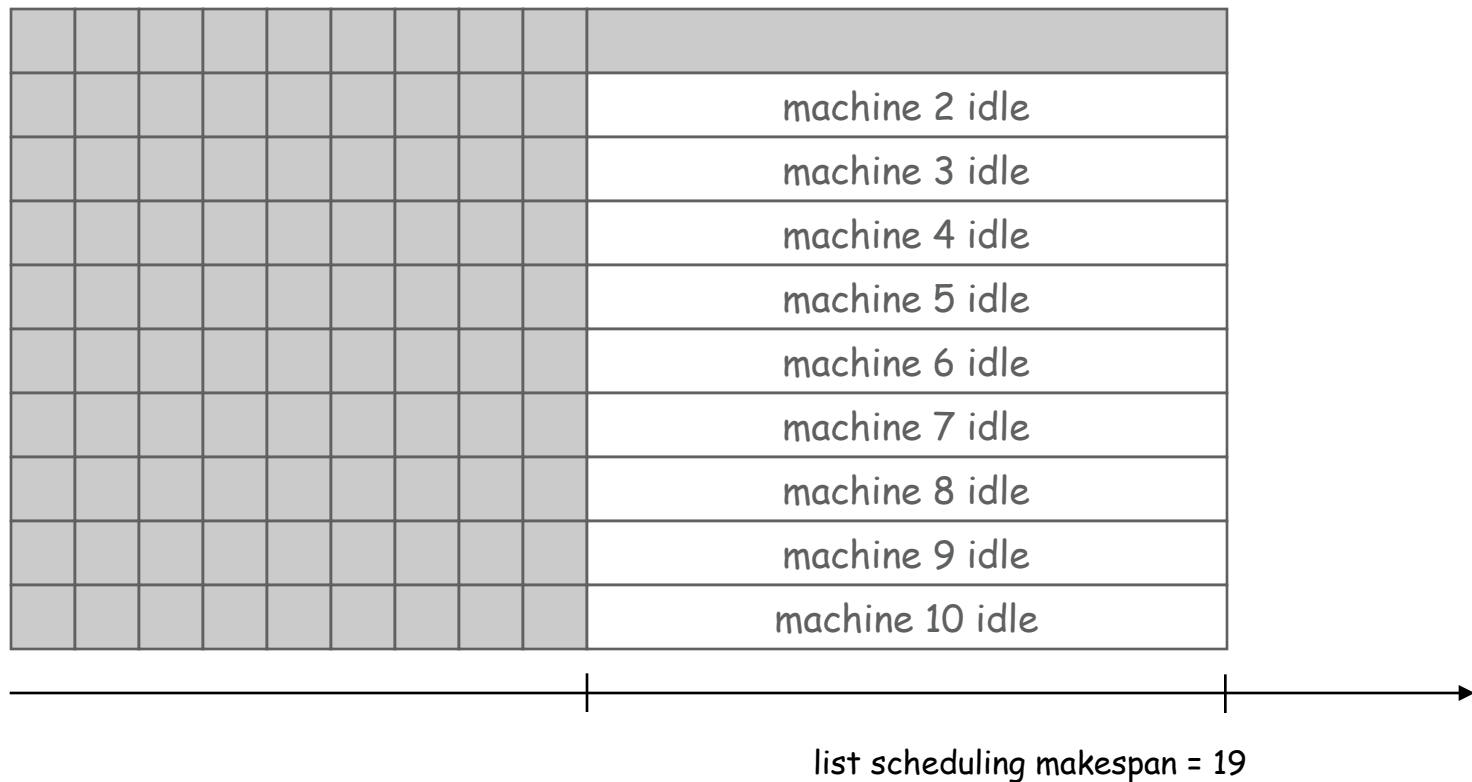 machine 2 idle
machine 3 idle
machine 4 idle
machine 5 idle
machine 6 idle
machine 7 idle
machine 8 idle
machine 9 idle
machine 10 idle
list scheduling makespan = 19